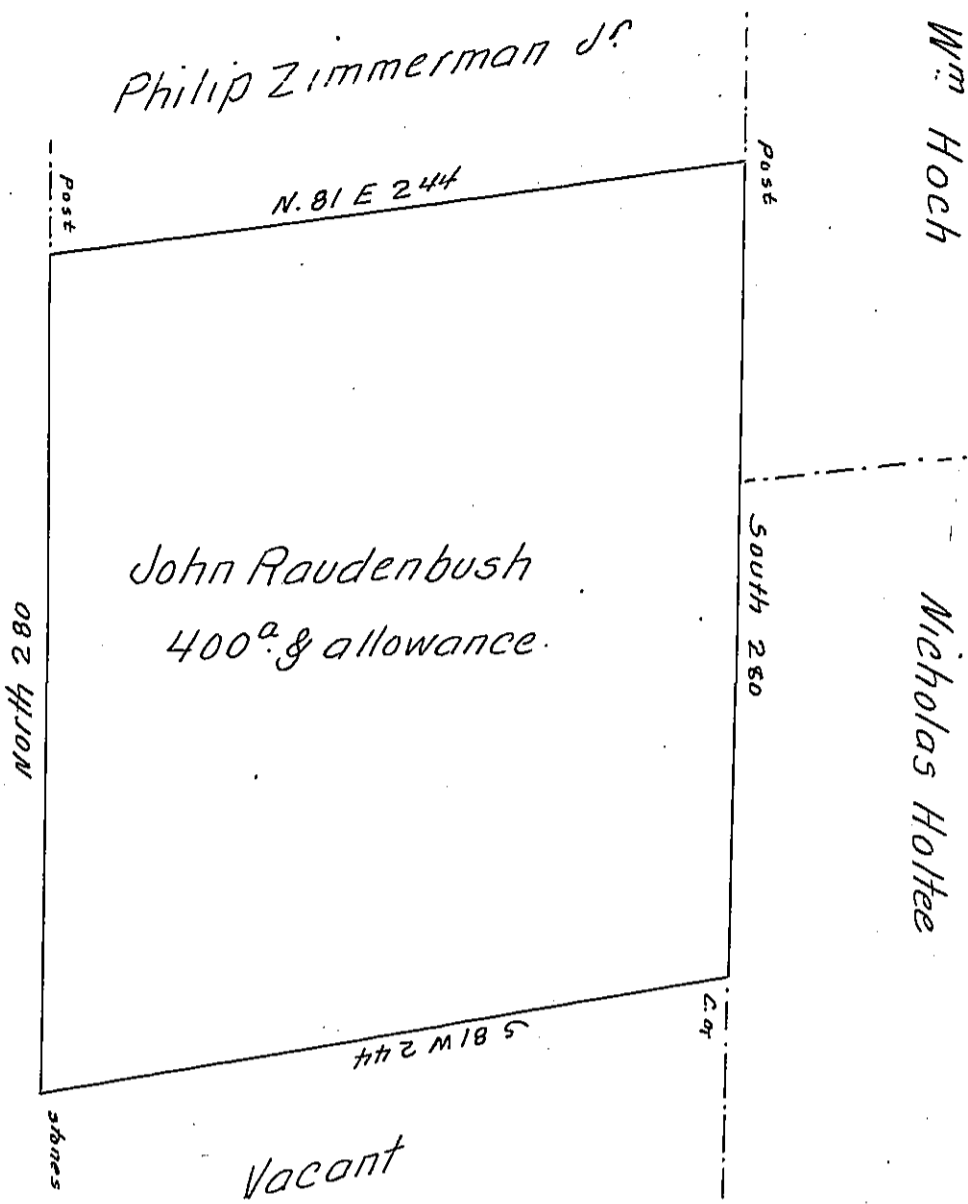 Philip Zimmerman Jr.
Wm. Hoch
Post
Post
N. 81 E 244
South 280
Nicholas Holtee
John Raudenbush
400a. & allowance.
North 280
C.O.
S 81 W 244
stones
Vacant